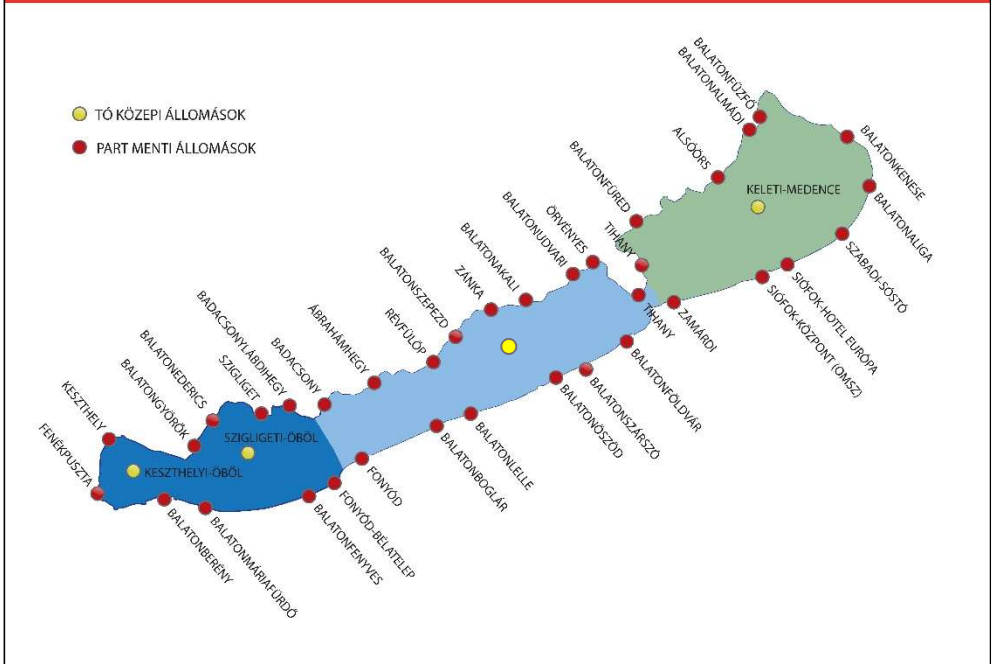 TÓ KÖZEPI ÁLLOMÁSOK
PART MENTI ÁLLOMÁSOK
BALATONFŰZFŐ
BALATONALMÁDI
ALSÓÖRS
BALATONFÜRED
BALATONKENESE
KELETI-MEDENCE
BALATONALIGA
SZABADI-SÓSTÓ
SIÓFOK-HOTEL EURÓPA
SIÓFOK-KÖZPONT (OMSZ)
ZAMÁRDI
TIHANY
TIHANY
ÖRVÉNYES
BALATONUDVARI
BALATONAKALI
ZÁNKA
BALATONSZEPEZD
RÉVFÜLÖP
ÁBRAHÁMHEGY
BADACSONY
BADACSONYLÁBDIHEGY
SZIGLIGET
BALATONEDERICS
BALATONGYÖRÖK
KESZTHELY
FENÉKPUSZTA
SZIGLIGETI-ÖBÖL
KESZTHELYI-ÖBÖL
BALATONBERÉNY
BALATONMÁRIAFÜRDŐ
BALATONFENYVES
FONYÓD-BÉLATELEP
FONYÓD
BALATONBOGLÁR
BALATONLELLE
BALATONŐSZÖD
BALATONSZÁRSZÓ
BALATONFÖLDVÁR